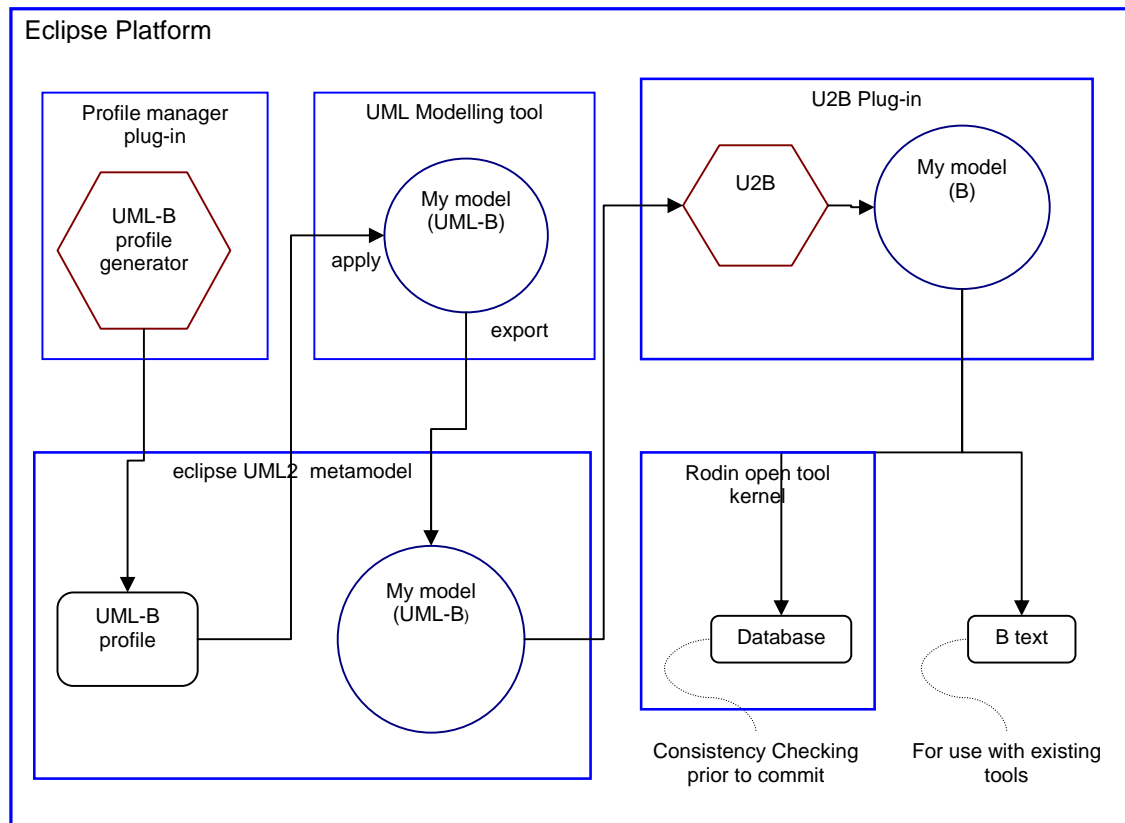 Eclipse Platform
Profile manager
plug-in
UML-B
profile
generator
UML Modelling tool
My model
(UML-B)
apply
export
U2B Plug-in
U2B
My model
(B)
eclipse UML2 metamodel
UML-B
profile
My model
(UML-B)
Rodin open tool
kernel
Database
B text
Consistency Checking
prior to commit
For use with existing
tools